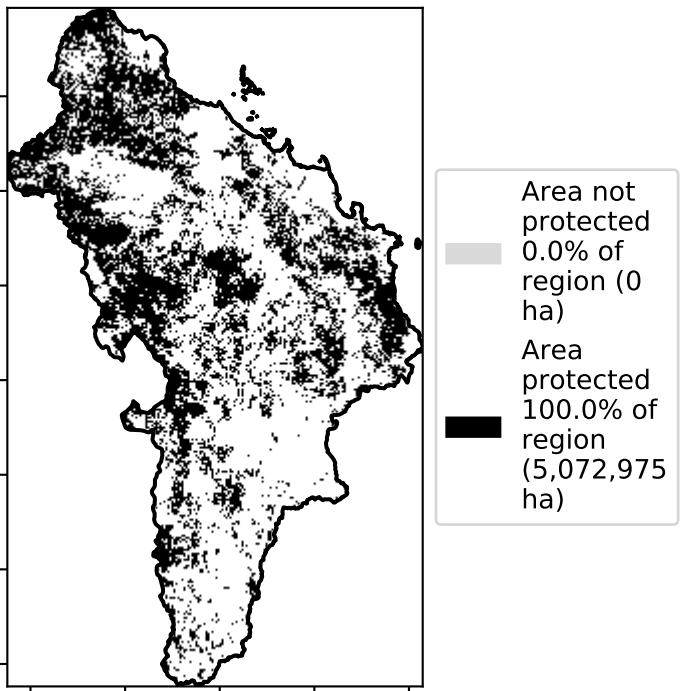 Area not
protected
0.0% of
region (0
ha)
Area
protected
100.0% of
region
(5,072,975
ha)